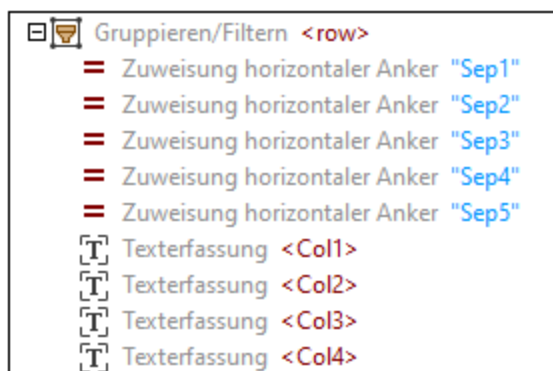 Gruppieren/Filtern <row>
Zuweisung horizontaler Anker "Sep1"
Zuweisung horizontaler Anker "Sep2"
Zuweisung horizontaler Anker "Sep3"
Zuweisung horizontaler Anker "Sep4"
Zuweisung horizontaler Anker "Sep5"
Texterfassung <Col1>
Texterfassung <Col2>
Texterfassung <Col3>
Texterfassung <Col4>